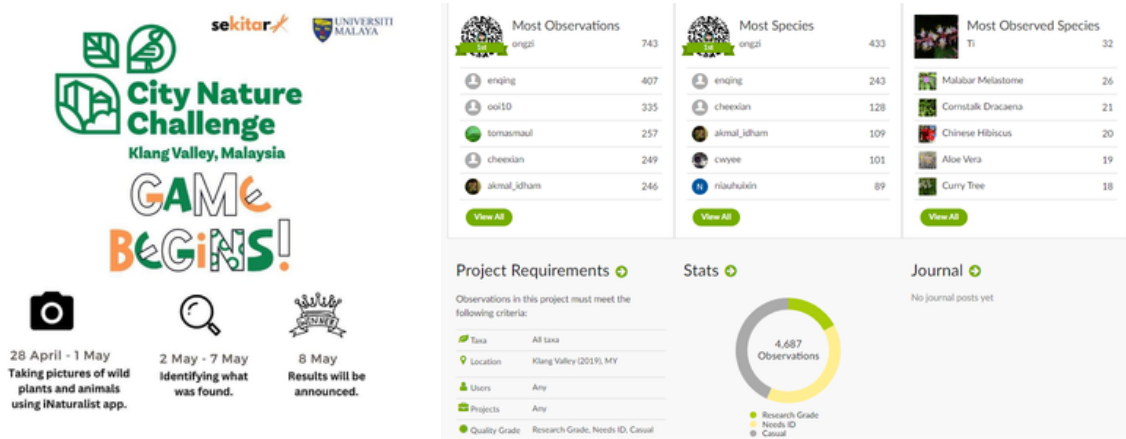 sekitar
UNIVERSITI
MALAYA
City Nature
Challenge
Klang Valley, Malaysia
GAME
BEGINS!
WINNER
28 April - 1 May
Taking pictures of wild
plants and animals
using iNaturalist app.
2 May - 7 May
Identifying what
was found.
8 May
Results will be
announced.
Most Observations
1st
ongzi 743
enqing 407
ooi10 335
tomasmaul 257
cheexian 249
akmal_idham 246
View All
Most Species
1st
ongzi 433
enqing 243
cheexian 128
akmal_idham 109
cwyee 101
N niauhuixin 89
View All
Most Observed Species
Ti 32
Malabar Melastome 26
Cornstalk Dracaena 21
Chinese Hibiscus 20
Aloe Vera 19
Curry Tree 18
View All
Project Requirements
Observations in this project must meet the
following criteria:
Taxa All taxa
Location Klang Valley (2019), MY
Users Any
Projects Any
Quality Grade Research Grade, Needs ID, Casual
Stats
4,687
Observations
Research Grade
Needs ID
Casual
Journal
No journal posts yet